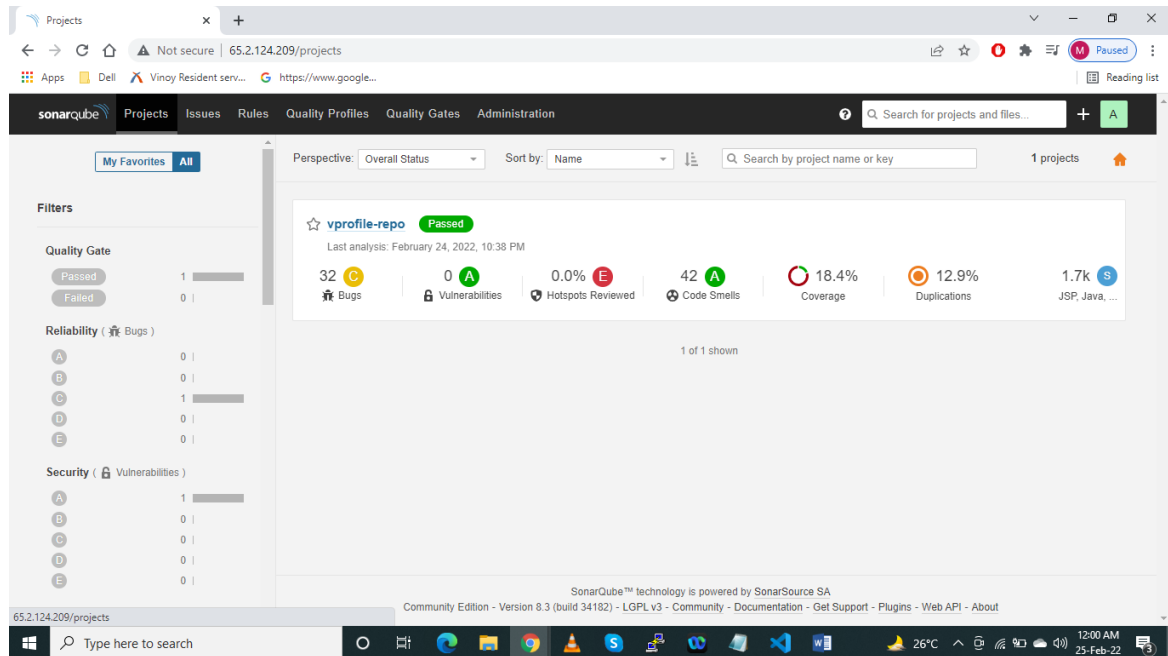 Projects
Not secure | 65.2.124.209/projects
M Paused
Apps Dell Vinoy Resident serv... G https://www.google...
Reading list
sonarqube Projects Issues Rules Quality Profiles Quality Gates Administration
Search for projects and files... + A
My Favorites All
Perspective: Overall Status Sort by: Name Search by project name or key 1 projects
Filters
Quality Gate
Passed 1
Failed 0
Reliability ( Bugs )
A 0
B 0
C 1
D 0
E 0
Security ( Vulnerabilities )
A 1
B 0
C 0
D 0
E 0
vprofile-repo Passed
Last analysis: February 24, 2022, 10:38 PM
32 C 0 A 0.0% E 42 A 18.4% 12.9% 1.7k S
Bugs Vulnerabilities Hotspots Reviewed Code Smells Coverage Duplications JSP, Java, ...
1 of 1 shown
SonarQube™ technology is powered by SonarSource SA
Community Edition - Version 8.3 (build 34182) - LGPL v3 - Community - Documentation - Get Support - Plugins - Web API - About
65.2.124.209/projects
Type here to search
26°C
12:00 AM
25-Feb-22
3